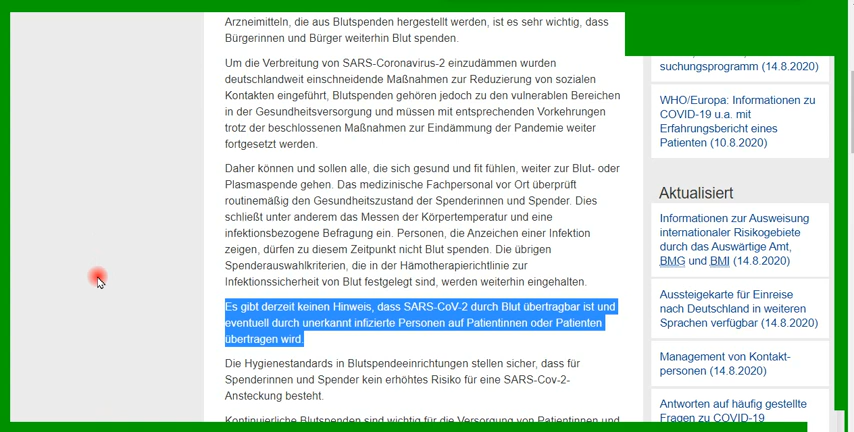 Arzneimitteln, die aus Blutspenden hergestellt werden, ist es sehr wichtig, dass
Bürgerinnen und Bürger weiterhin Blut spenden.
Um die Verbreitung von SARS-Coronavirus-2 einzudämmen wurden
deutschlandweit einschneidende Maßnahmen zur Reduzierung von sozialen
Kontakten eingeführt, Blutspenden gehören jedoch zu den vulnerablen Bereichen
in der Gesundheitsversorgung und müssen mit entsprechenden Vorkehrungen
trotz der beschlossenen Maßnahmen zur Eindämmung der Pandemie weiter
fortgesetzt werden.
Daher können und sollen alle, die sich gesund und fit fühlen, weiter zur Blut- oder
Plasmaspende gehen. Das medizinische Fachpersonal vor Ort überprüft
routinemäßig den Gesundheitszustand der Spenderinnen und Spender. Dies
schließt unter anderem das Messen der Körpertemperatur und eine
infektionsbezogene Befragung ein. Personen, die Anzeichen einer Infektion
zeigen, dürfen zu diesem Zeitpunkt nicht Blut spenden. Die übrigen
Spenderauswahlkriterien, die in der Hämotherapierichtlinie zur
Infektionssicherheit von Blut festgelegt sind, werden weiterhin eingehalten.
Es gibt derzeit keinen Hinweis, dass SARS-CoV-2 durch Blut übertragbar ist und
eventuell durch unerkannt infizierte Personen auf Patientinnen oder Patienten
übertragen wird.
Die Hygienestandards in Blutspendeeinrichtungen stellen sicher, dass für
Spenderinnen und Spender kein erhöhtes Risiko für eine SARS-Cov-2-
Ansteckung besteht.
Kontinuierliche Blutspenden sind wichtig für die Versorgung von Patientinnen und
suchungsprogramm (14.8.2020)
WHO/Europa: Informationen zu
COVID-19 u.a. mit
Erfahrungsbericht eines
Patienten (10.8.2020)
Aktualisiert
Informationen zur Ausweisung
internationaler Risikogebiete
durch das Auswärtige Amt,
BMG und BMI (14.8.2020)
Aussteigekarte für Einreise
nach Deutschland in weiteren
Sprachen verfügbar (14.8.2020)
Management von Kontakt-
personen (14.8.2020)
Antworten auf häufig gestellte
Fragen zu COVID-19